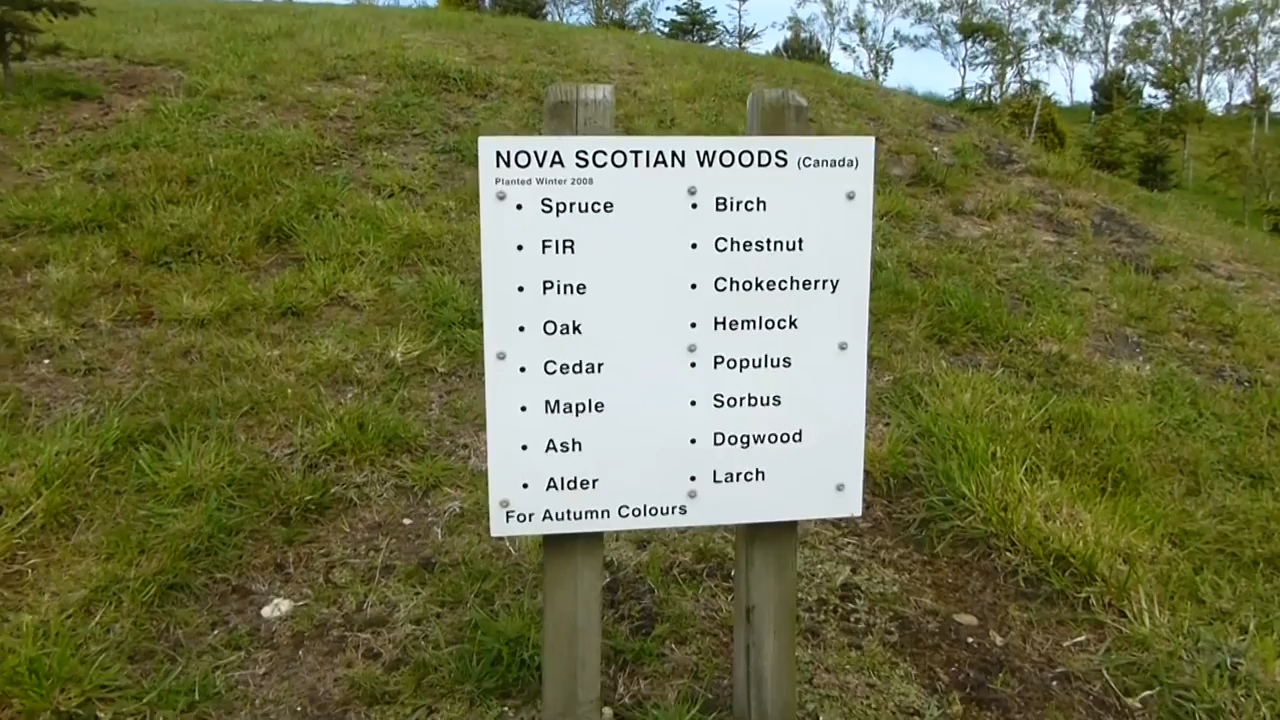 NOVA SCOTIAN WOODS (Canada)
Planted Winter 2008
• Spruce
• FIR
• Pine
• Oak
• Cedar
• Maple
• Ash
• Alder
• Birch
• Chestnut
• Chokecherry
• Hemlock
• Populus
• Sorbus
• Dogwood
• Larch
For Autumn Colours